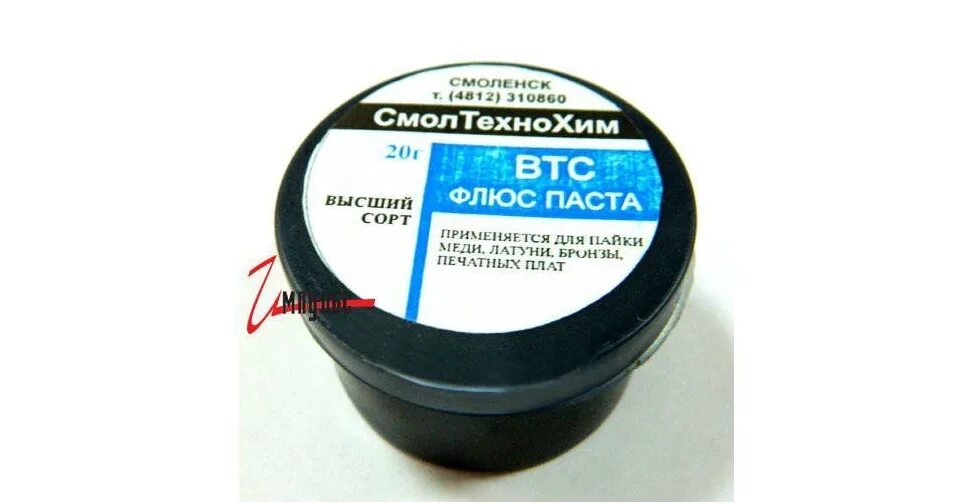 СМОЛЕНСК
т. (4812) 310860
СмолТехноХим
20г
ВТС
ФЛЮС ПАСТА
ВЫСШИЙ
СОРТ
ПРИМЕНЯЕТСЯ ДЛЯ ПАЙКИ
МЕДИ, ЛАТУНИ, БРОНЗЫ,
ПЕЧАТНЫХ ПЛАТ